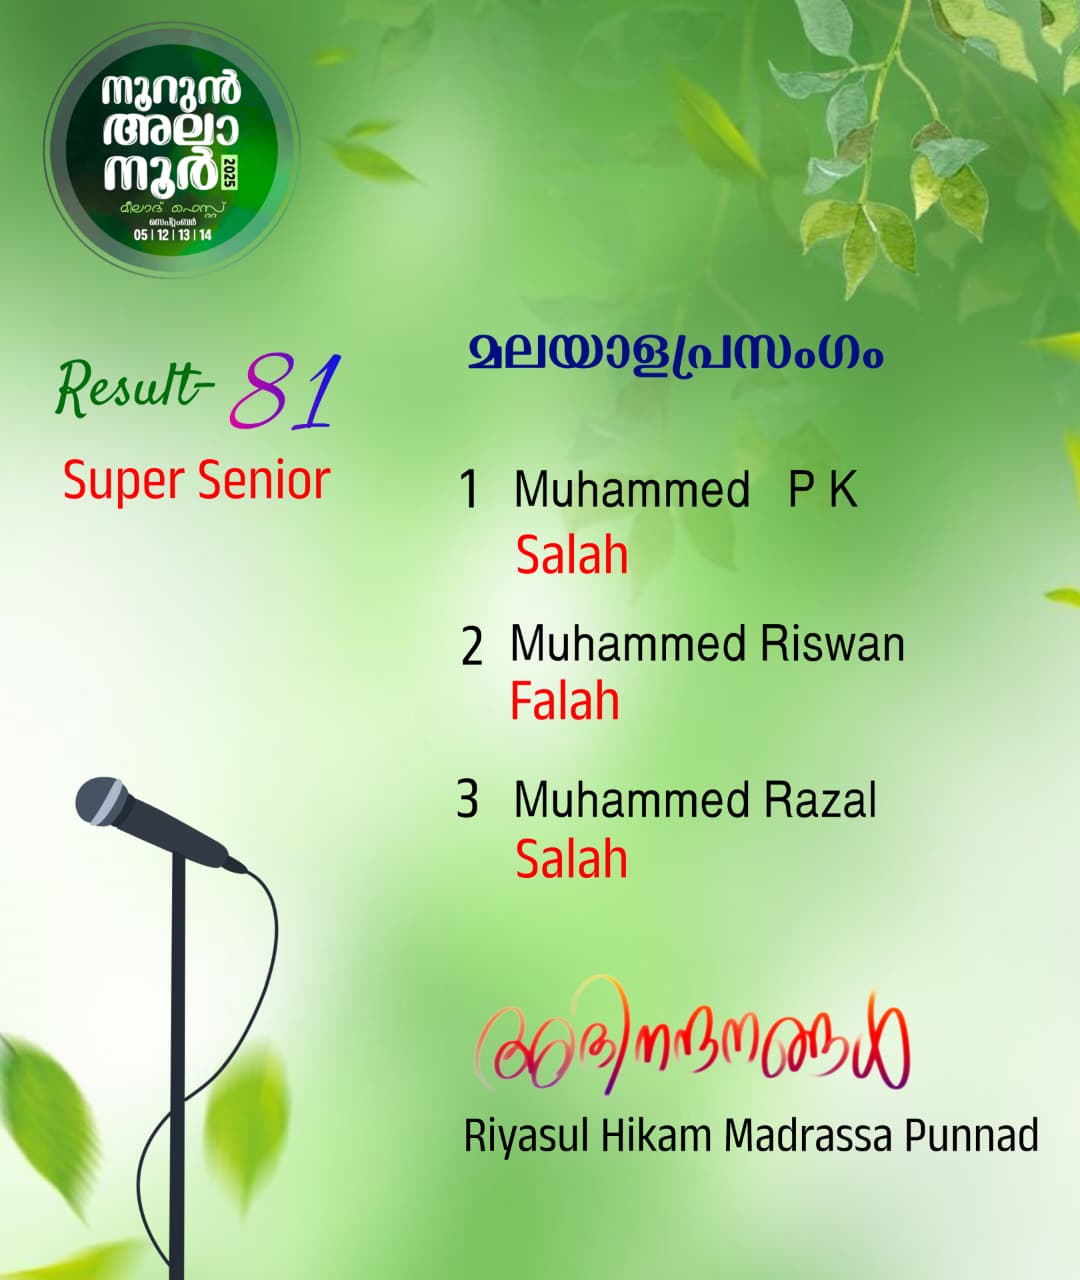 നൂറുൻ
അലാ
നൂർ 2025
മീലാദ് ഫെസ്റ്റ്
സെപ്റ്റംബർ
05 | 12 | 13 | 14
Result- 81
Super Senior
മലയാളപ്രസംഗം
1 Muhammed P K
Salah
2 Muhammed Riswan
Falah
3 Muhammed Razal
Salah
അഭിനന്ദനങ്ങൾ
Riyasul Hikam Madrassa Punnad